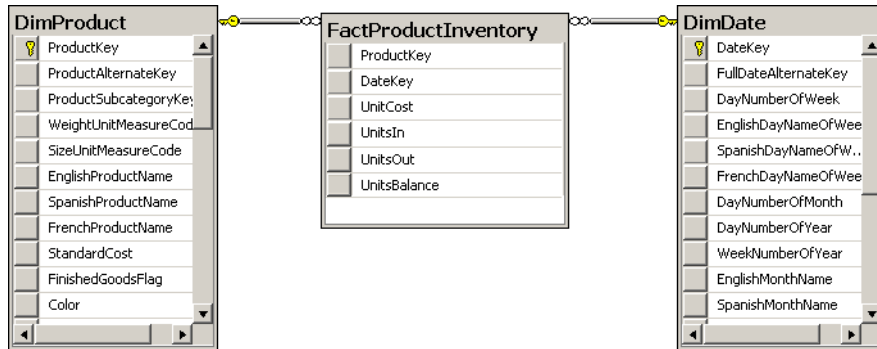 DimProduct
ProductKey
ProductAlternateKey
ProductSubcategoryKey
WeightUnitMeasureCod
SizeUnitMeasureCode
EnglishProductName
SpanishProductName
FrenchProductName
StandardCost
FinishedGoodsFlag
Color
FactProductInventory
ProductKey
DateKey
UnitCost
UnitsIn
UnitsOut
UnitsBalance
DimDate
DateKey
FullDateAlternateKey
DayNumberOfWeek
EnglishDayNameOfWee
SpanishDayNameOfW...
FrenchDayNameOfWee
DayNumberOfMonth
DayNumberOfYear
WeekNumberOfYear
EnglishMonthName
SpanishMonthName